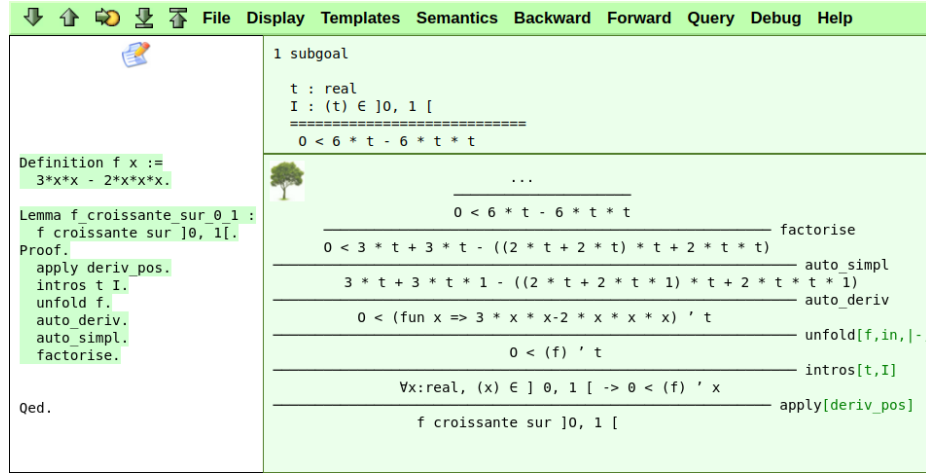 File Display Templates Semantics Backward Forward Query Debug Help
1 subgoal
t : real
I : (t) ∈ ]0, 1 [
============================
0 < 6 * t - 6 * t * t
Definition f x :=
3*x*x - 2*x*x*x.
Lemma f_croissante_sur_0_1 :
f croissante sur ]0, 1[.
Proof.
apply deriv_pos.
intros t I.
unfold f.
auto_deriv.
auto_simpl.
factorise.
Qed.
...
0 < 6 * t - 6 * t * t
factorise
0 < 3 * t + 3 * t - ((2 * t + 2 * t) * t + 2 * t * t)
auto_simpl
3 * t + 3 * t * 1 - ((2 * t + 2 * t * 1) * t + 2 * t * t * 1)
auto_deriv
0 < (fun x => 3 * x * x-2 * x * x * x) ’ t
unfold[f,in,|-
0 < (f) ’ t
intros[t,I]
∀x:real, (x) ∈ ] 0, 1 [ -> 0 < (f) ’ x
apply[deriv_pos]
f croissante sur ]0, 1 [